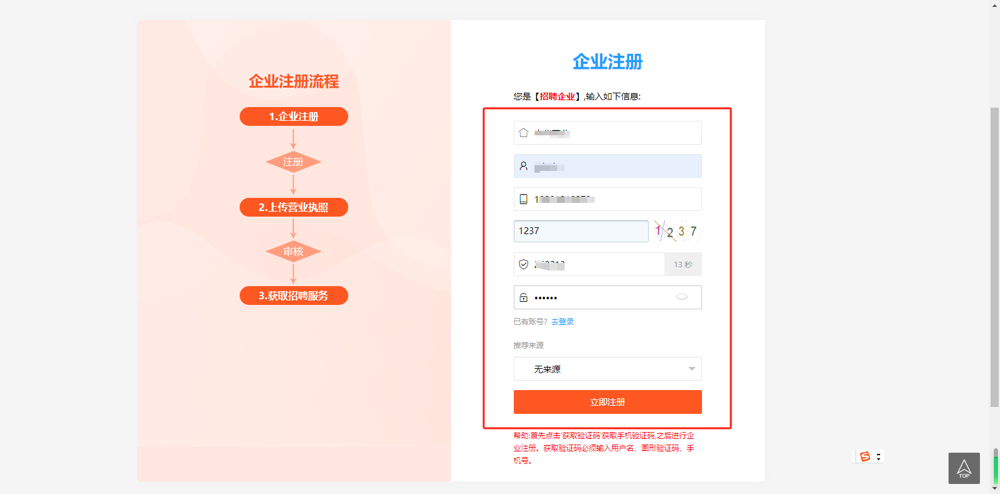 企业注册流程
1.企业注册
注册
2.上传营业执照
审核
3.获取招聘服务
企业注册
您是【招聘企业】,输入如下信息:
1237
1237
13 秒
••••••
已有账号? 去登录
推荐来源
无来源
立即注册
帮助:首先点击'获取验证码'获取手机验证码,之后进行企
业注册。获取验证码必须输入用户名、图形验证码、手
机号。
TOP